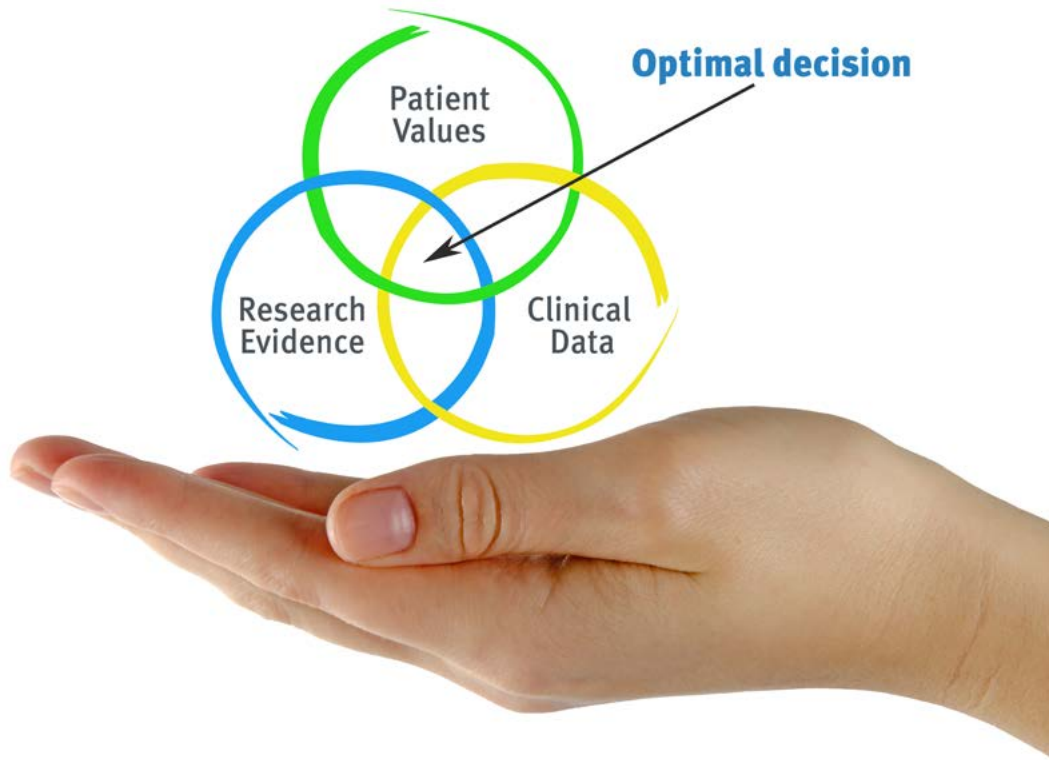 Optimal decision
Patient
Values
Research
Evidence
Clinical
Data